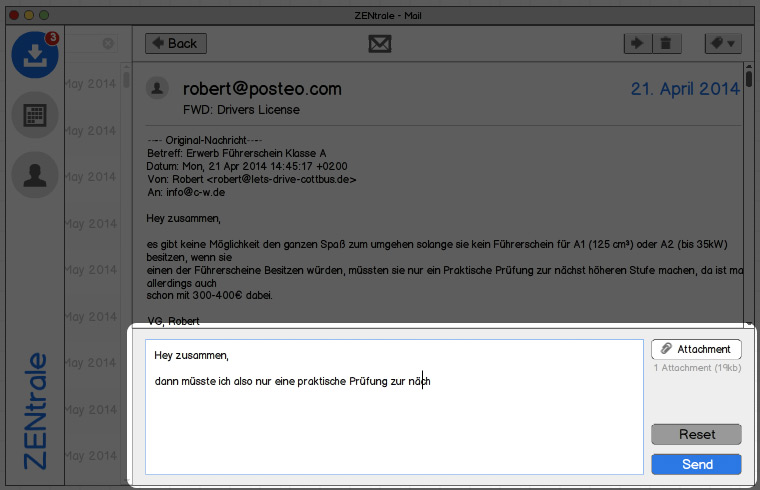 ZENtrale - Mail
3
Back
May 2014
May 2014
May 2014
May 2014
May 2014
May 2014
May 2014
May 2014
May 2014
robert@posteo.com
21. April 2014
FWD: Drivers License
---- Original-Nachricht----
Betreff: Erwerb Führerschein Klasse A
Datum: Mon, 21 Apr 2014 14:45:17 +0200
Von: Robert <robert@lets-drive-cottbus.de>
An: info@c-w.de
Hey zusammen,
es gibt keine Möglichkeit den ganzen Spaß zum umgehen solange sie kein Führerschein für A1 (125 cm³) oder A2 (bis 35kW)
besitzen, wenn sie
einen der Führerscheine Besitzen würden, müssten sie nur ein Praktische Prüfung zur nächst höheren Stufe machen, da ist ma
allerdings auch
schon mit 300-400€ dabei.
VG, Robert
ZENtrale
Hey zusammen,
dann müsste ich also nur eine praktische Prüfung zur näch
Attachment
1 Attachment (19kb)
Reset
Send